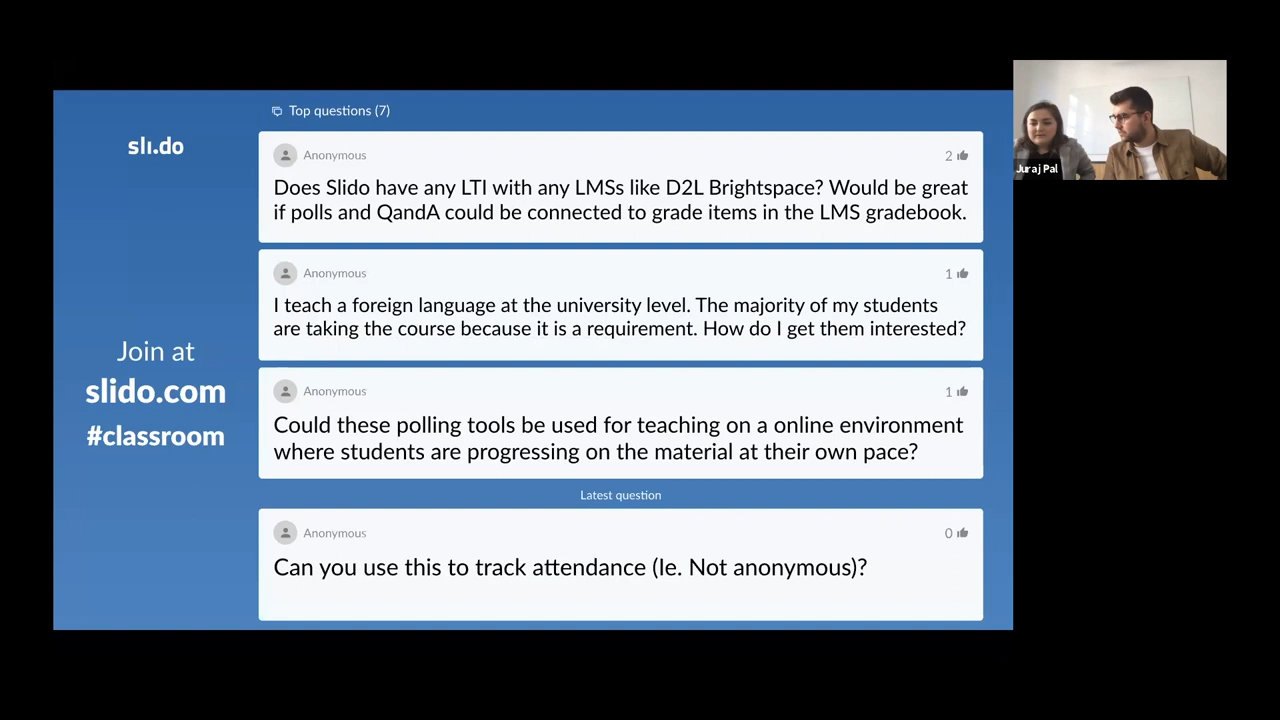 Top questions (7)
sli.do
Anonymous
2
Does Slido have any LTI with any LMSs like D2L Brightspace? Would be great
if polls and QandA could be connected to grade items in the LMS gradebook.
Anonymous
1
I teach a foreign language at the university level. The majority of my students
are taking the course because it is a requirement. How do I get them interested?
Join at
slido.com
#classroom
Anonymous
1
Could these polling tools be used for teaching on a online environment
where students are progressing on the material at their own pace?
Latest question
Anonymous
0
Can you use this to track attendance (Ie. Not anonymous)?
Juraj Pal